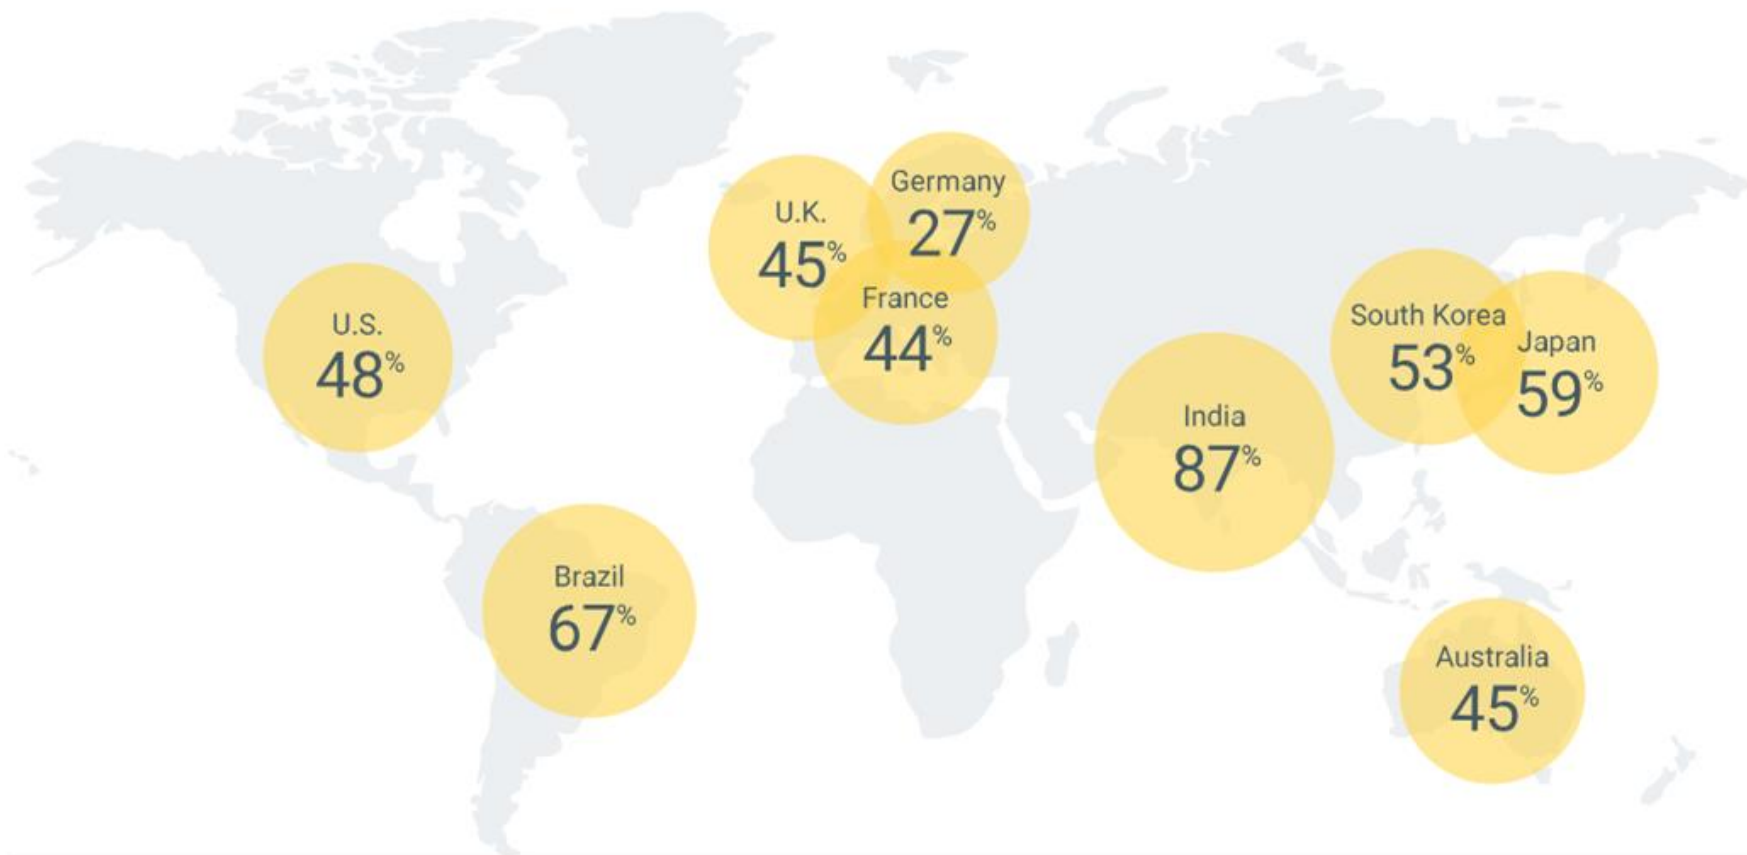 Germany
27%
U.K.
45%
France
44%
U.S.
48%
South Korea
53%
Japan
59%
India
87%
Brazil
67%
Australia
45%